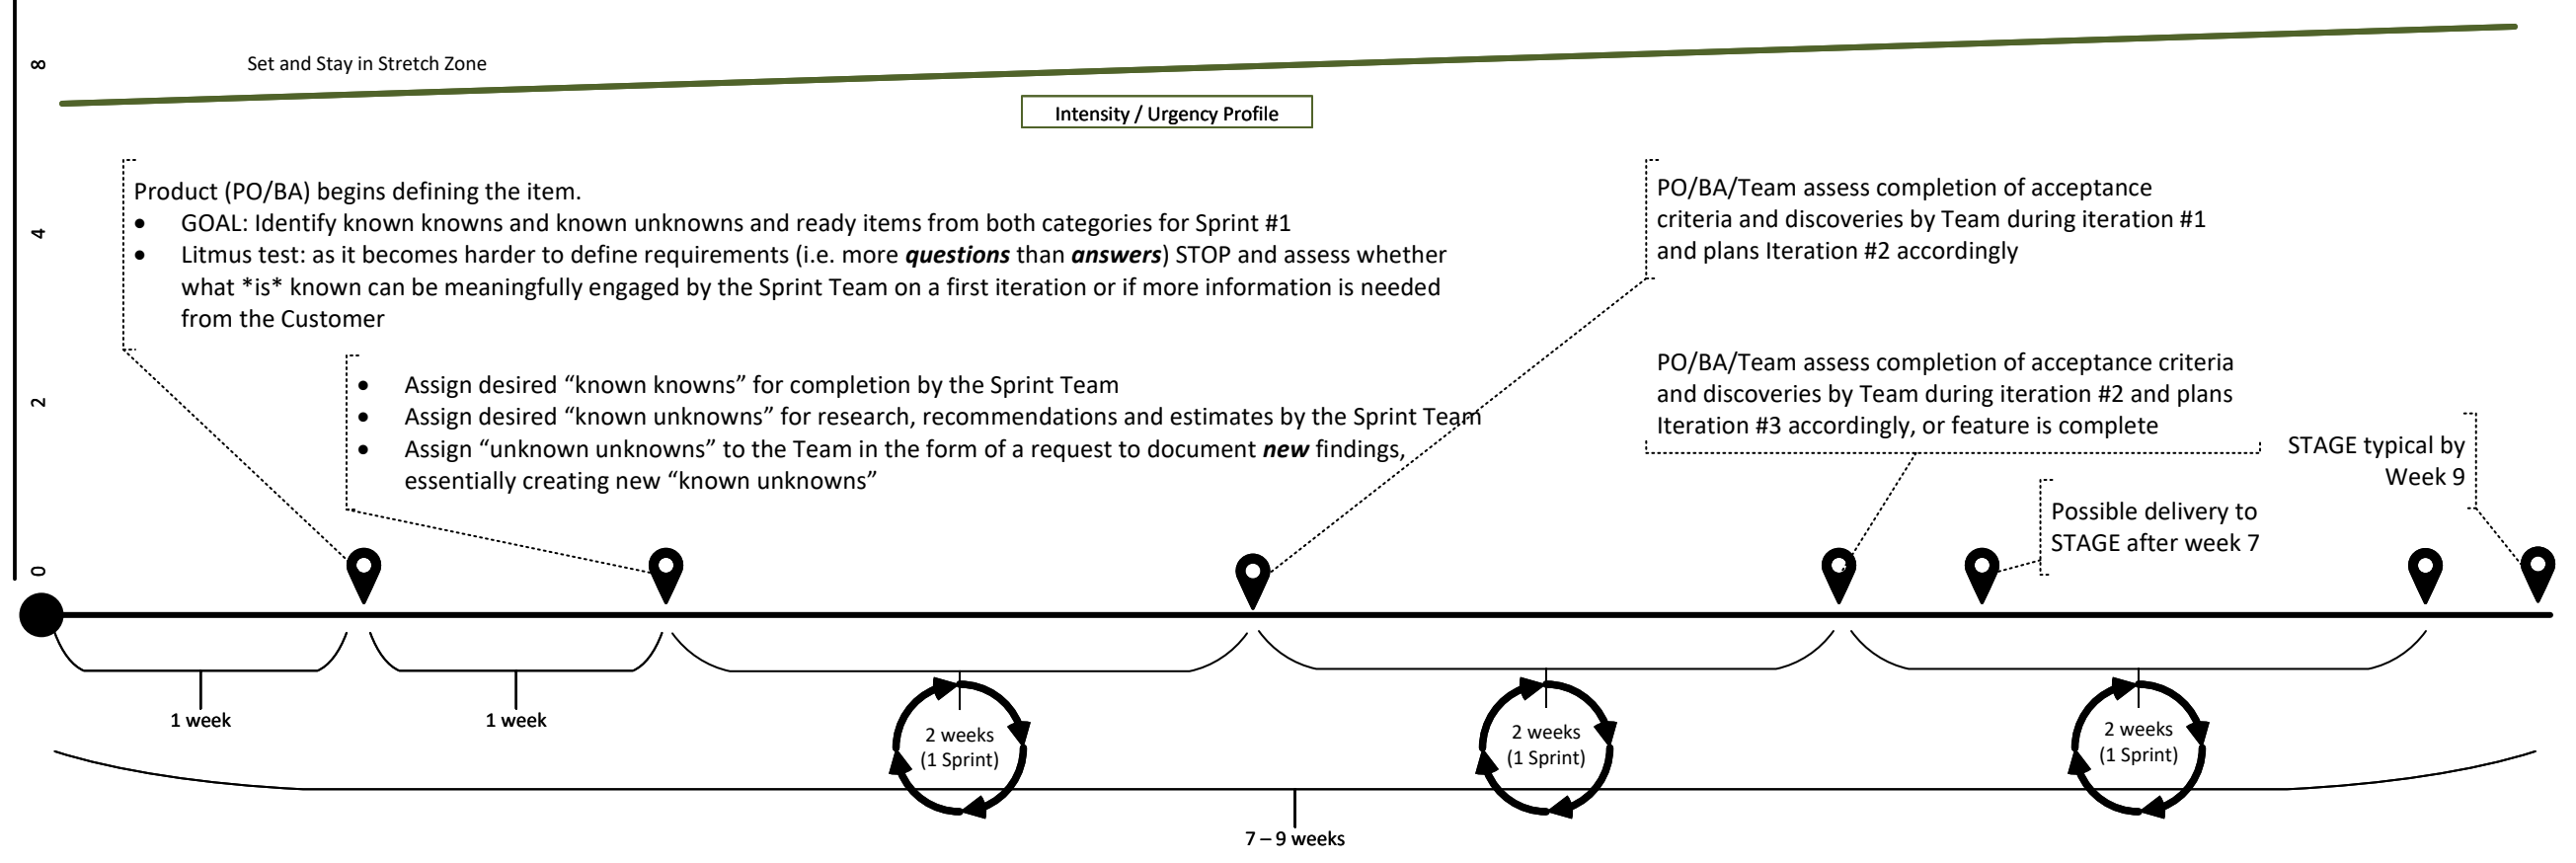 8
Set and Stay in Stretch Zone
Intensity / Urgency Profile
4
2
0
Product (PO/BA) begins defining the item.
• GOAL: Identify known knowns and known unknowns and ready items from both categories for Sprint #1
• Litmus test: as it becomes harder to define requirements (i.e. more questions than answers) STOP and assess whether
what *is* known can be meaningfully engaged by the Sprint Team on a first iteration or if more information is needed
from the Customer
• Assign desired “known knowns” for completion by the Sprint Team
• Assign desired “known unknowns” for research, recommendations and estimates by the Sprint Team
• Assign “unknown unknowns” to the Team in the form of a request to document new findings,
essentially creating new “known unknowns”
PO/BA/Team assess completion of acceptance
criteria and discoveries by Team during iteration #1
and plans Iteration #2 accordingly
PO/BA/Team assess completion of acceptance criteria
and discoveries by Team during iteration #2 and plans
Iteration #3 accordingly, or feature is complete
Possible delivery to
STAGE after week 7
STAGE typical by
Week 9
1 week
1 week
2 weeks
(1 Sprint)
2 weeks
(1 Sprint)
2 weeks
(1 Sprint)
7 – 9 weeks